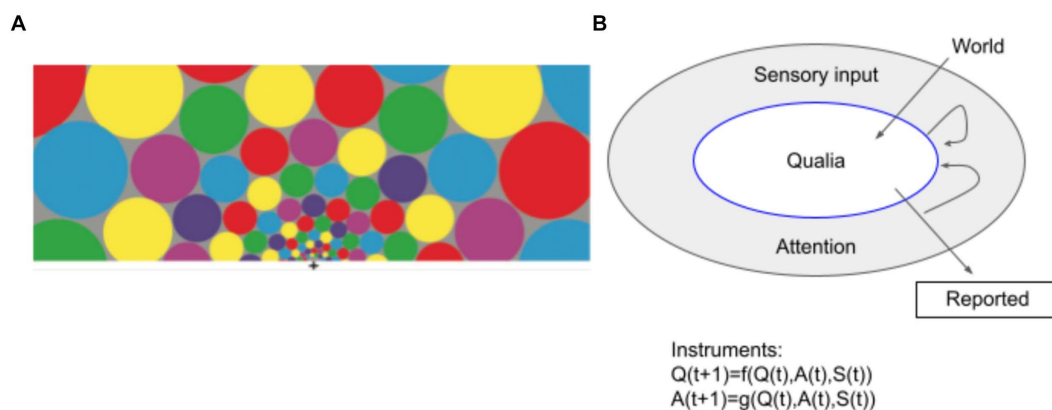 A
B
World
Sensory input
Qualia
Attention
Reported
Instruments:
Q(t+1)=f(Q(t),A(t),S(t))
A(t+1)=g(Q(t),A(t),S(t))